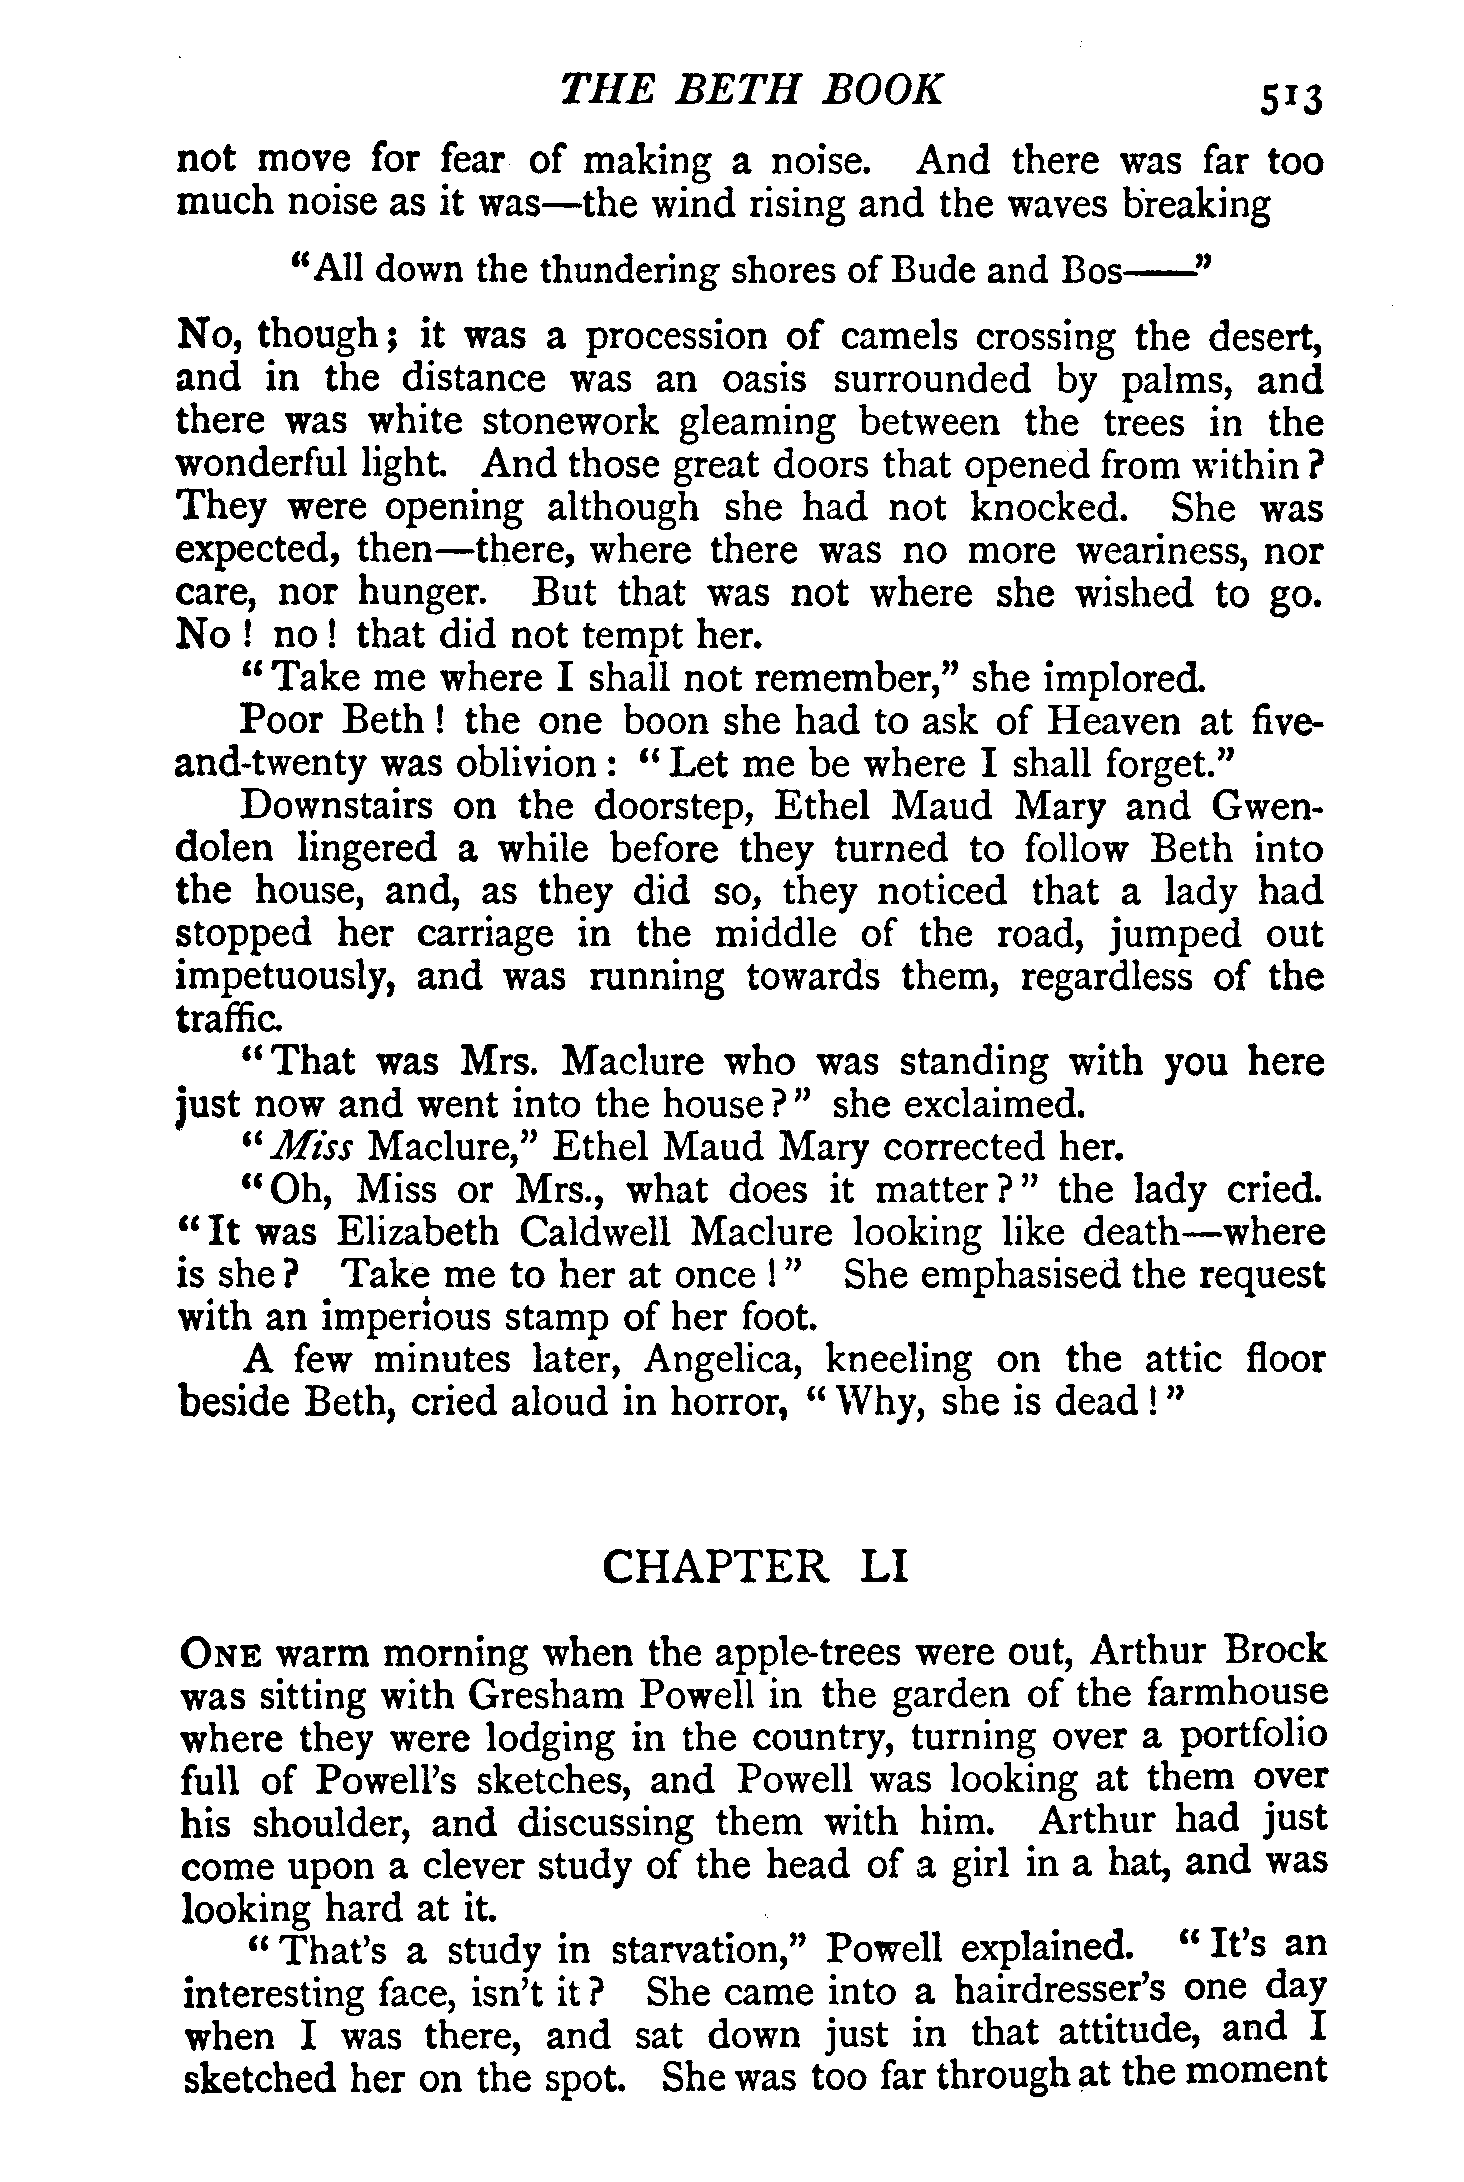 THE BETH BOOK 513
not move for fear of making a noise. And there was far too
much noise as it was—the wind rising and the waves breaking
"All down the thundering shores of Bude and Bos——"
No, though; it was a procession of camels crossing the desert,
and in the distance was an oasis surrounded by palms, and
there was white stonework gleaming between the trees in the
wonderful light. And those great doors that opened from within?
They were opening although she had not knocked. She was
expected, then—there, where there was no more weariness, nor
care, nor hunger. But that was not where she wished to go.
No! no! that did not tempt her.
"Take me where I shall not remember," she implored.
Poor Beth! the one boon she had to ask of Heaven at five-
and-twenty was oblivion: "Let me be where I shall forget."
Downstairs on the doorstep, Ethel Maud Mary and Gwen-
dolen lingered a while before they turned to follow Beth into
the house, and, as they did so, they noticed that a lady had
stopped her carriage in the middle of the road, jumped out
impetuously, and was running towards them, regardless of the
traffic.
"That was Mrs. Maclure who was standing with you here
just now and went into the house?" she exclaimed.
"Miss Maclure," Ethel Maud Mary corrected her.
"Oh, Miss or Mrs., what does it matter?" the lady cried.
"It was Elizabeth Caldwell Maclure looking like death—where
is she? Take me to her at once!" She emphasised the request
with an imperious stamp of her foot.
A few minutes later, Angelica, kneeling on the attic floor
beside Beth, cried aloud in horror, "Why, she is dead!"
CHAPTER LI
ONE warm morning when the apple-trees were out, Arthur Brock
was sitting with Gresham Powell in the garden of the farmhouse
where they were lodging in the country, turning over a portfolio
full of Powell's sketches, and Powell was looking at them over
his shoulder, and discussing them with him. Arthur had just
come upon a clever study of the head of a girl in a hat, and was
looking hard at it.
"That's a study in starvation," Powell explained. "It's an
interesting face, isn't it? She came into a hairdresser's one day
when I was there, and sat down just in that attitude, and I
sketched her on the spot. She was too far through at the moment